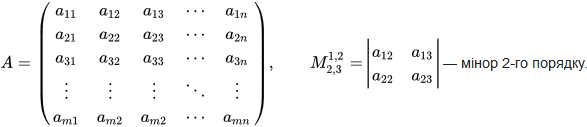 A = ( a₁₁ a₁₂ a₁₃ ⋯ a₁ₙ
a₂₁ a₂₂ a₂₃ ⋯ a₂ₙ
a₃₁ a₃₂ a₃₃ ⋯ a₃ₙ
⋮ ⋮ ⋮ ⋱ ⋮
aₘ₁ aₘ₂ aₘ₂ ⋯ aₘₙ ),
M^{1,2}_{2,3} = | a₁₂ a₁₃
a₂₂ a₂₃ | — мінор 2-го порядку.